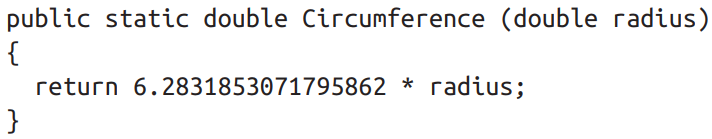 public static double Circumference (double radius)
{
  return 6.2831853071795862 * radius;
}